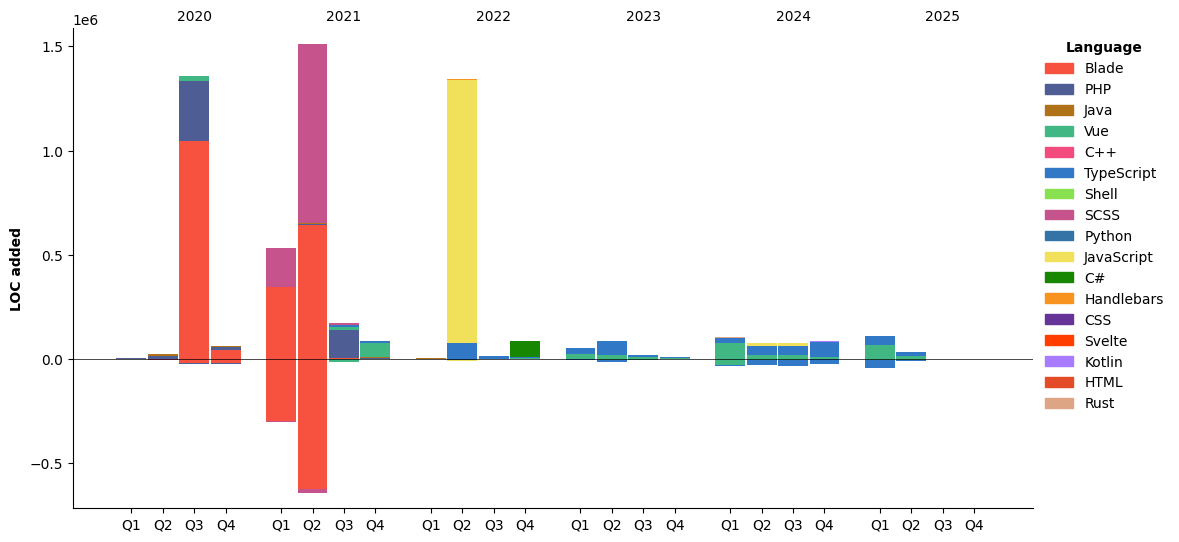 1e6
2020 2021 2022 2023 2024 2025
LOC added
1.5
1.0
0.5
0.0
−0.5
Q1 Q2 Q3 Q4 Q1 Q2 Q3 Q4 Q1 Q2 Q3 Q4 Q1 Q2 Q3 Q4 Q1 Q2 Q3 Q4 Q1 Q2 Q3 Q4
Language
Blade
PHP
Java
Vue
C++
TypeScript
Shell
SCSS
Python
JavaScript
C#
Handlebars
CSS
Svelte
Kotlin
HTML
Rust